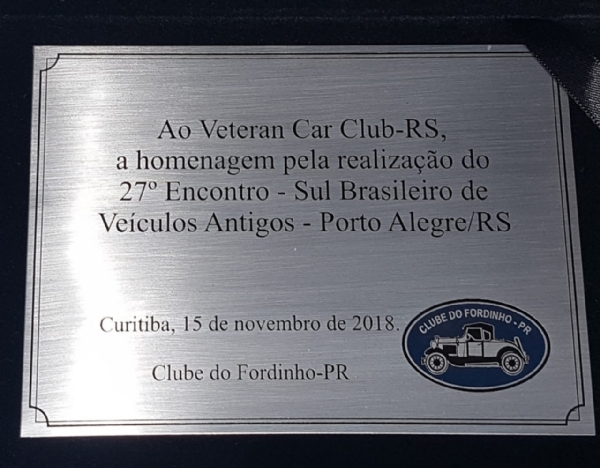 Ao Veteran Car Club-RS,
a homenagem pela realização do
27º Encontro - Sul Brasileiro de
Veículos Antigos - Porto Alegre/RS
Curitiba, 15 de novembro de 2018.
Clube do Fordinho-PR
CLUBE DO FORDINHO - PR